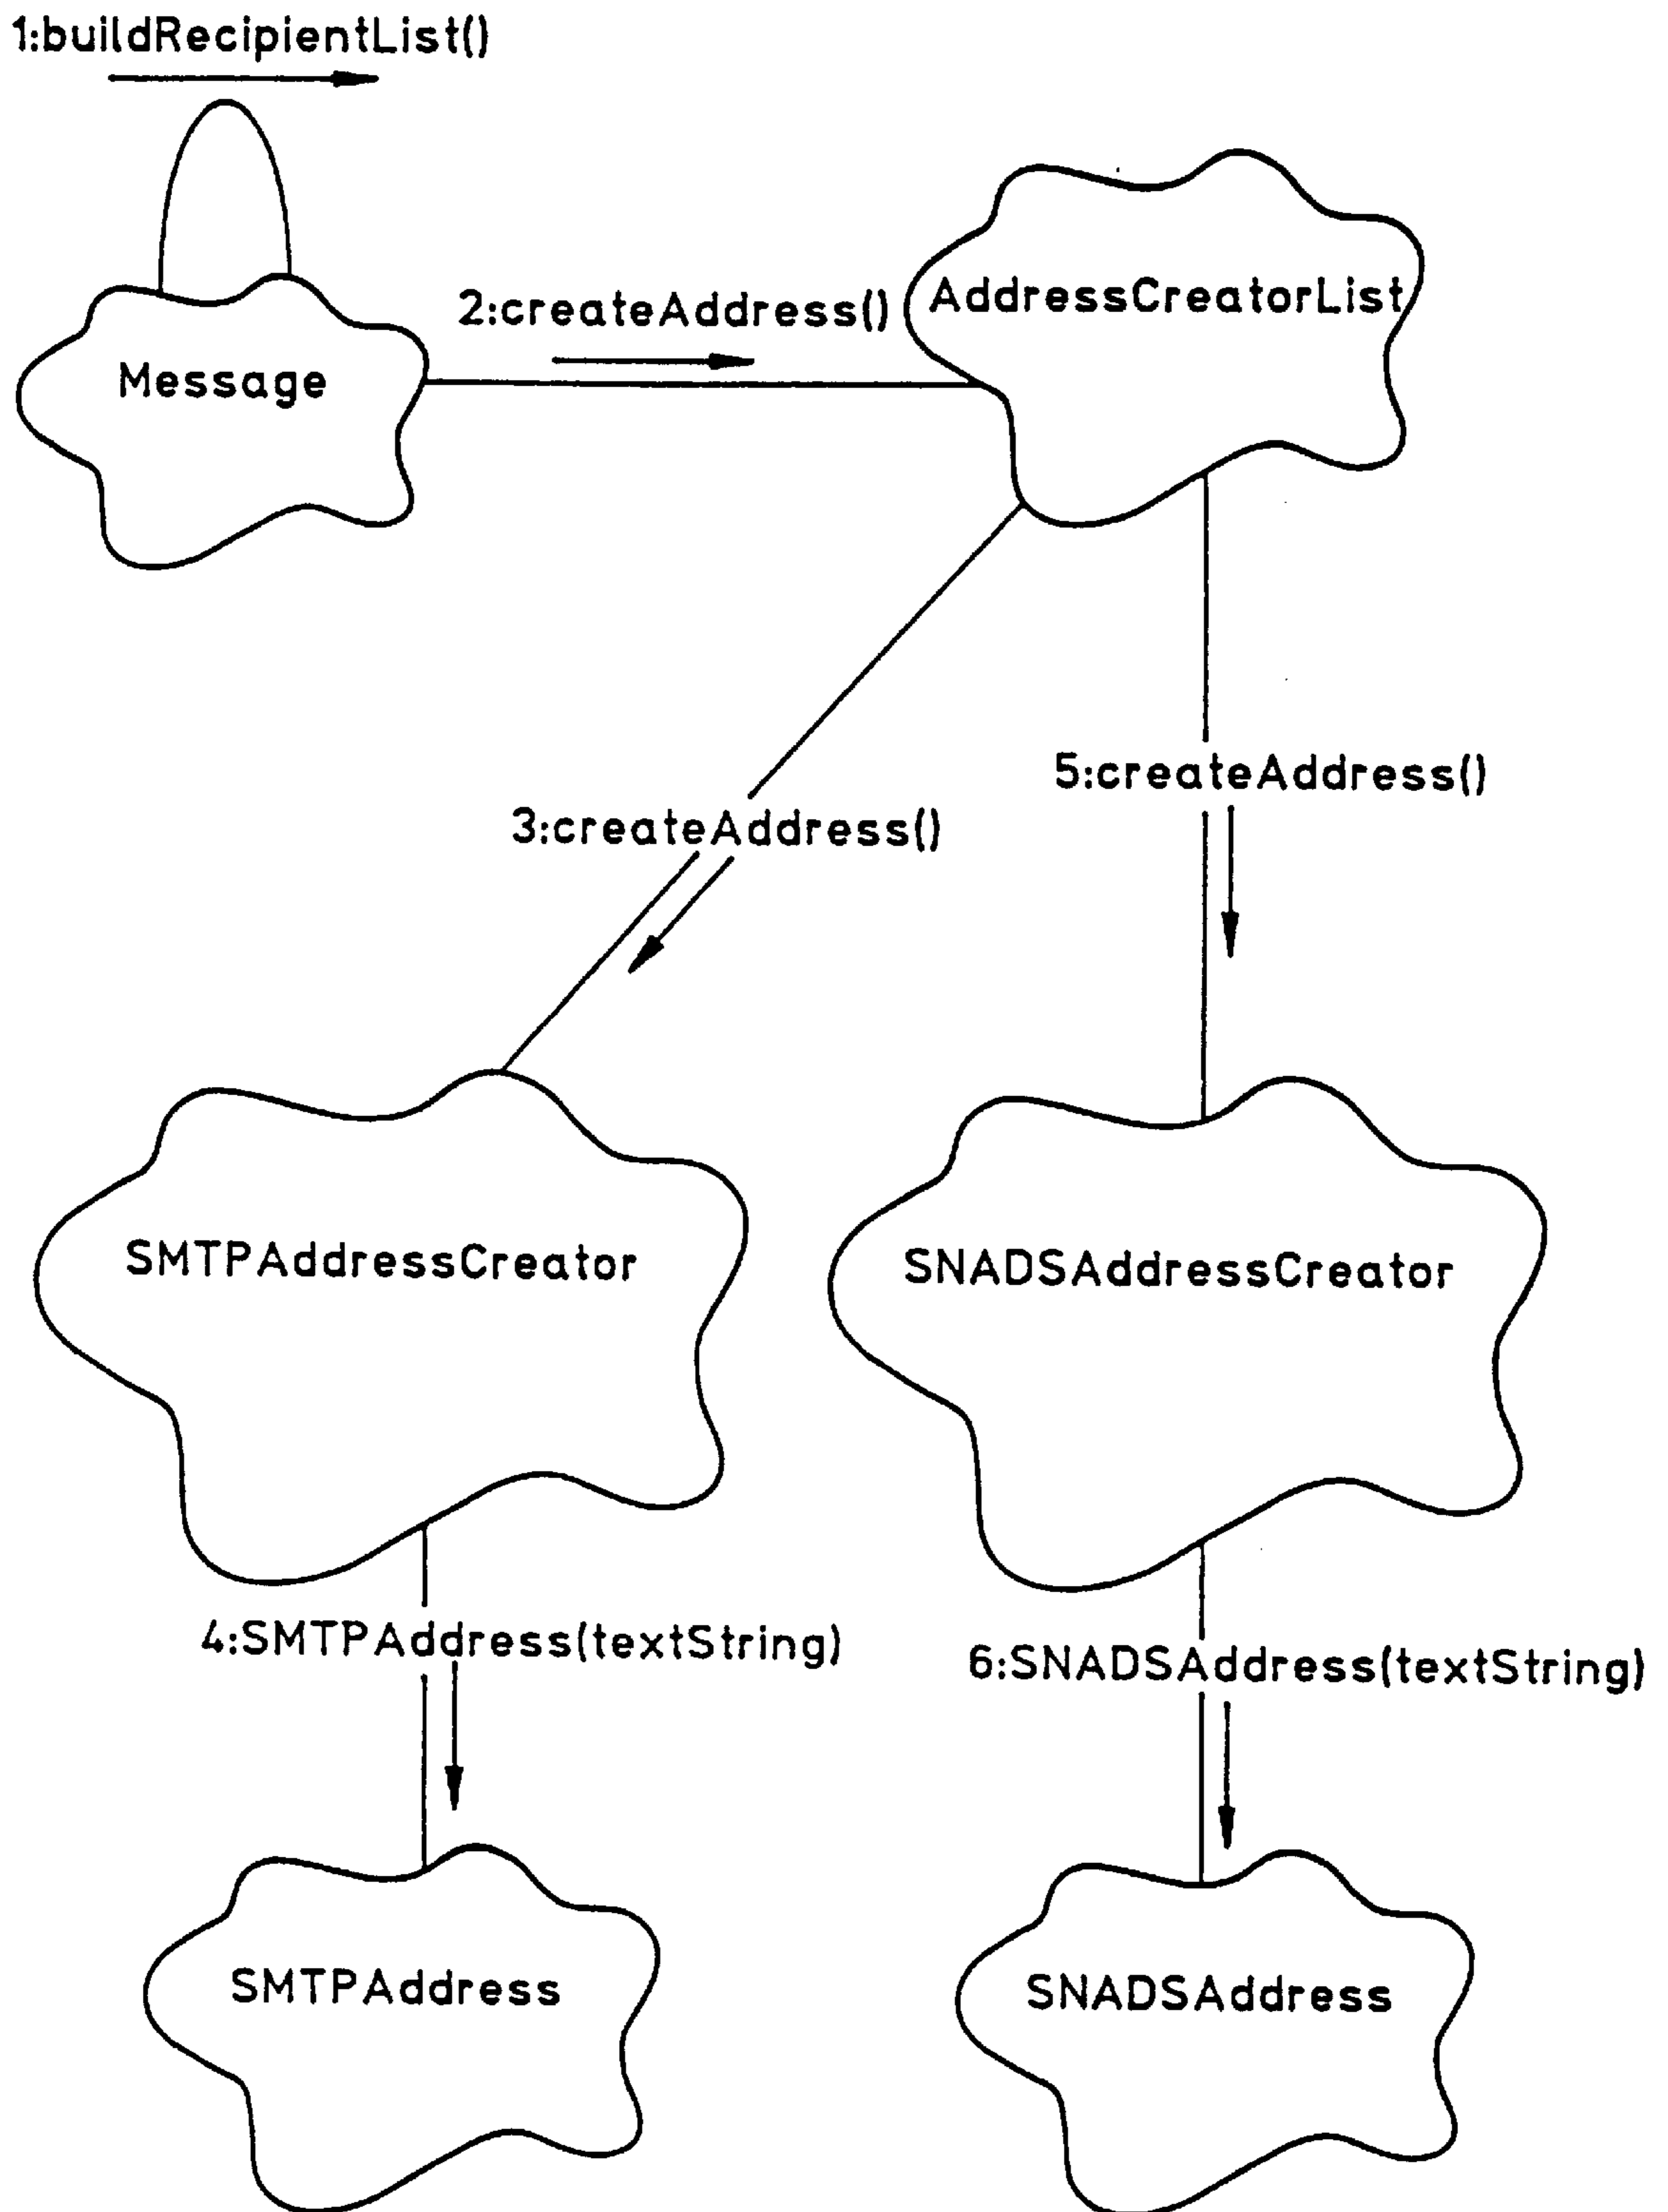 1:buildRecipientList()
AddressCreatorList
2:createAddress()
Message
5:createAddress()
3:createAddress()
SMTPAddressCreator
SNADSAddressCreator
4:SMTPAddress(textString)
6:SNADSAddress(textString)
SMTPAddress
SNADSAddress